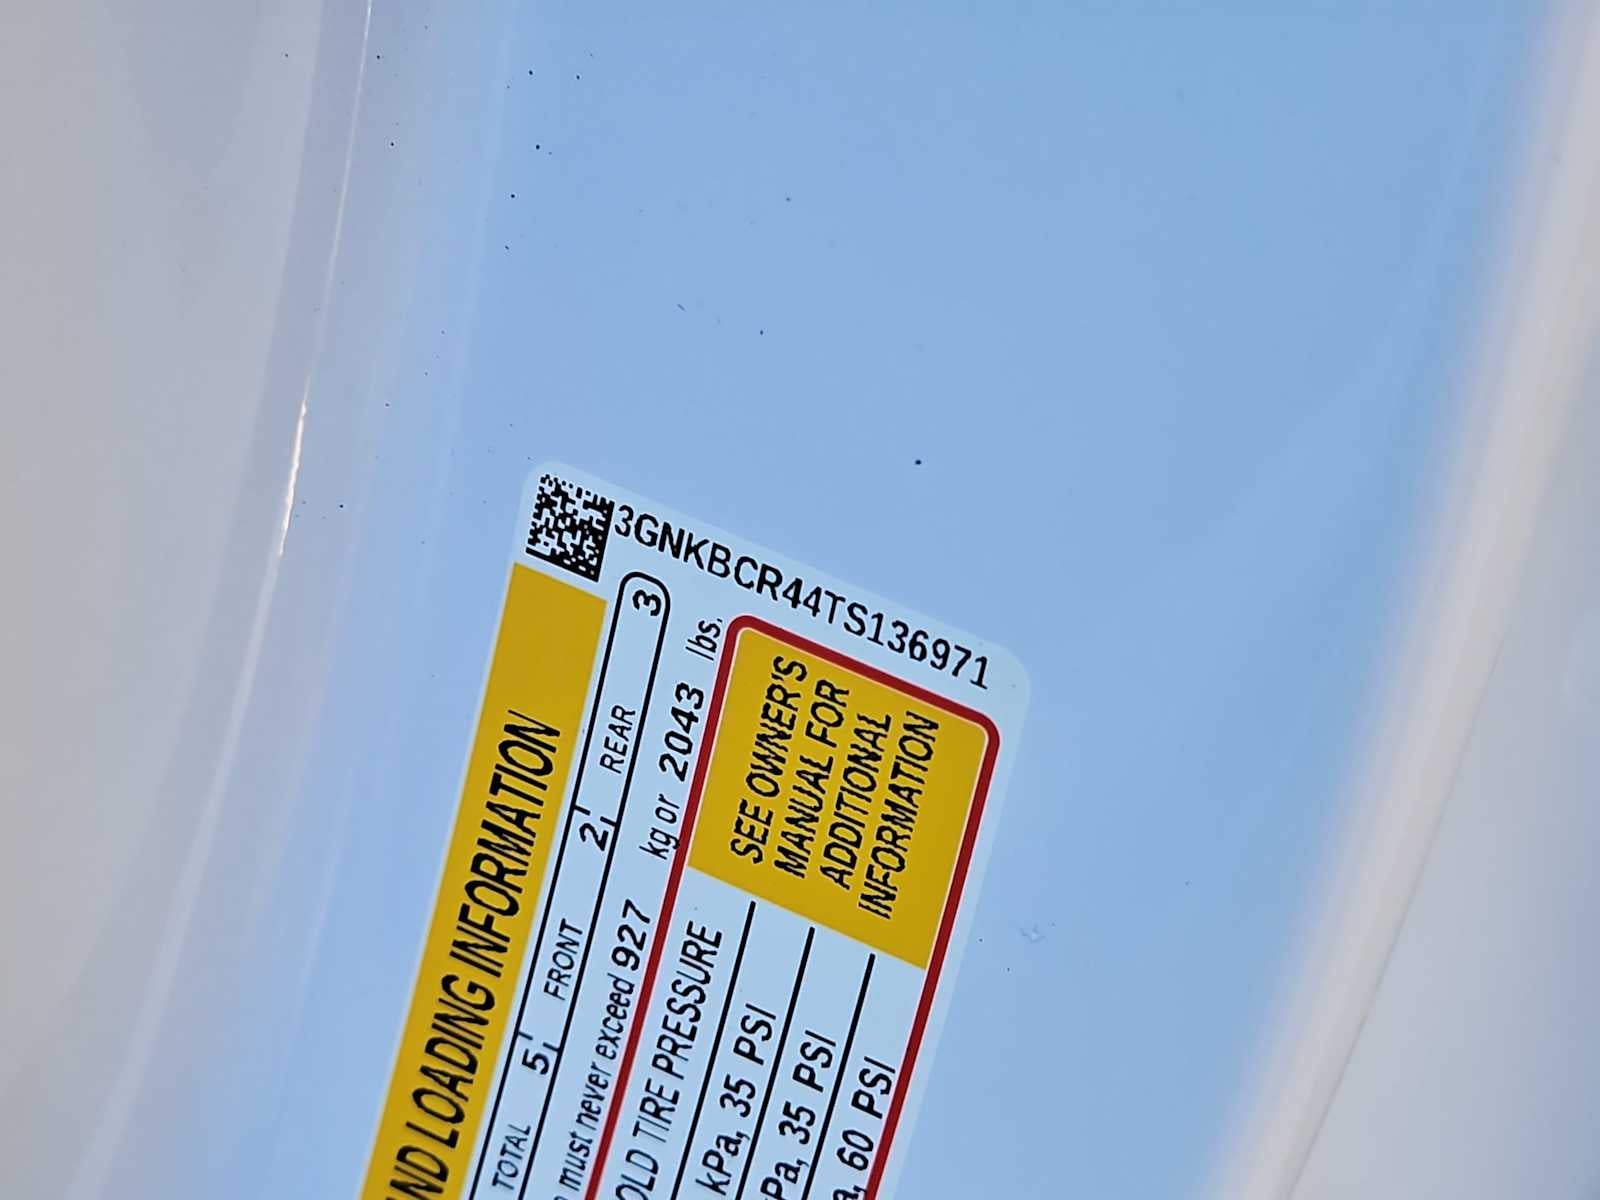 3GNKBCR44TS136971
ND LOADING INFORMATION
TOTAL 5 FRONT 2 REAR 3
must never exceed 927 kg or 2043 lbs.
OLD TIRE PRESSURE
kPa, 35 PSI
Pa, 35 PSI
a, 60 PSI
SEE OWNER'S
MANUAL FOR
ADDITIONAL
INFORMATION